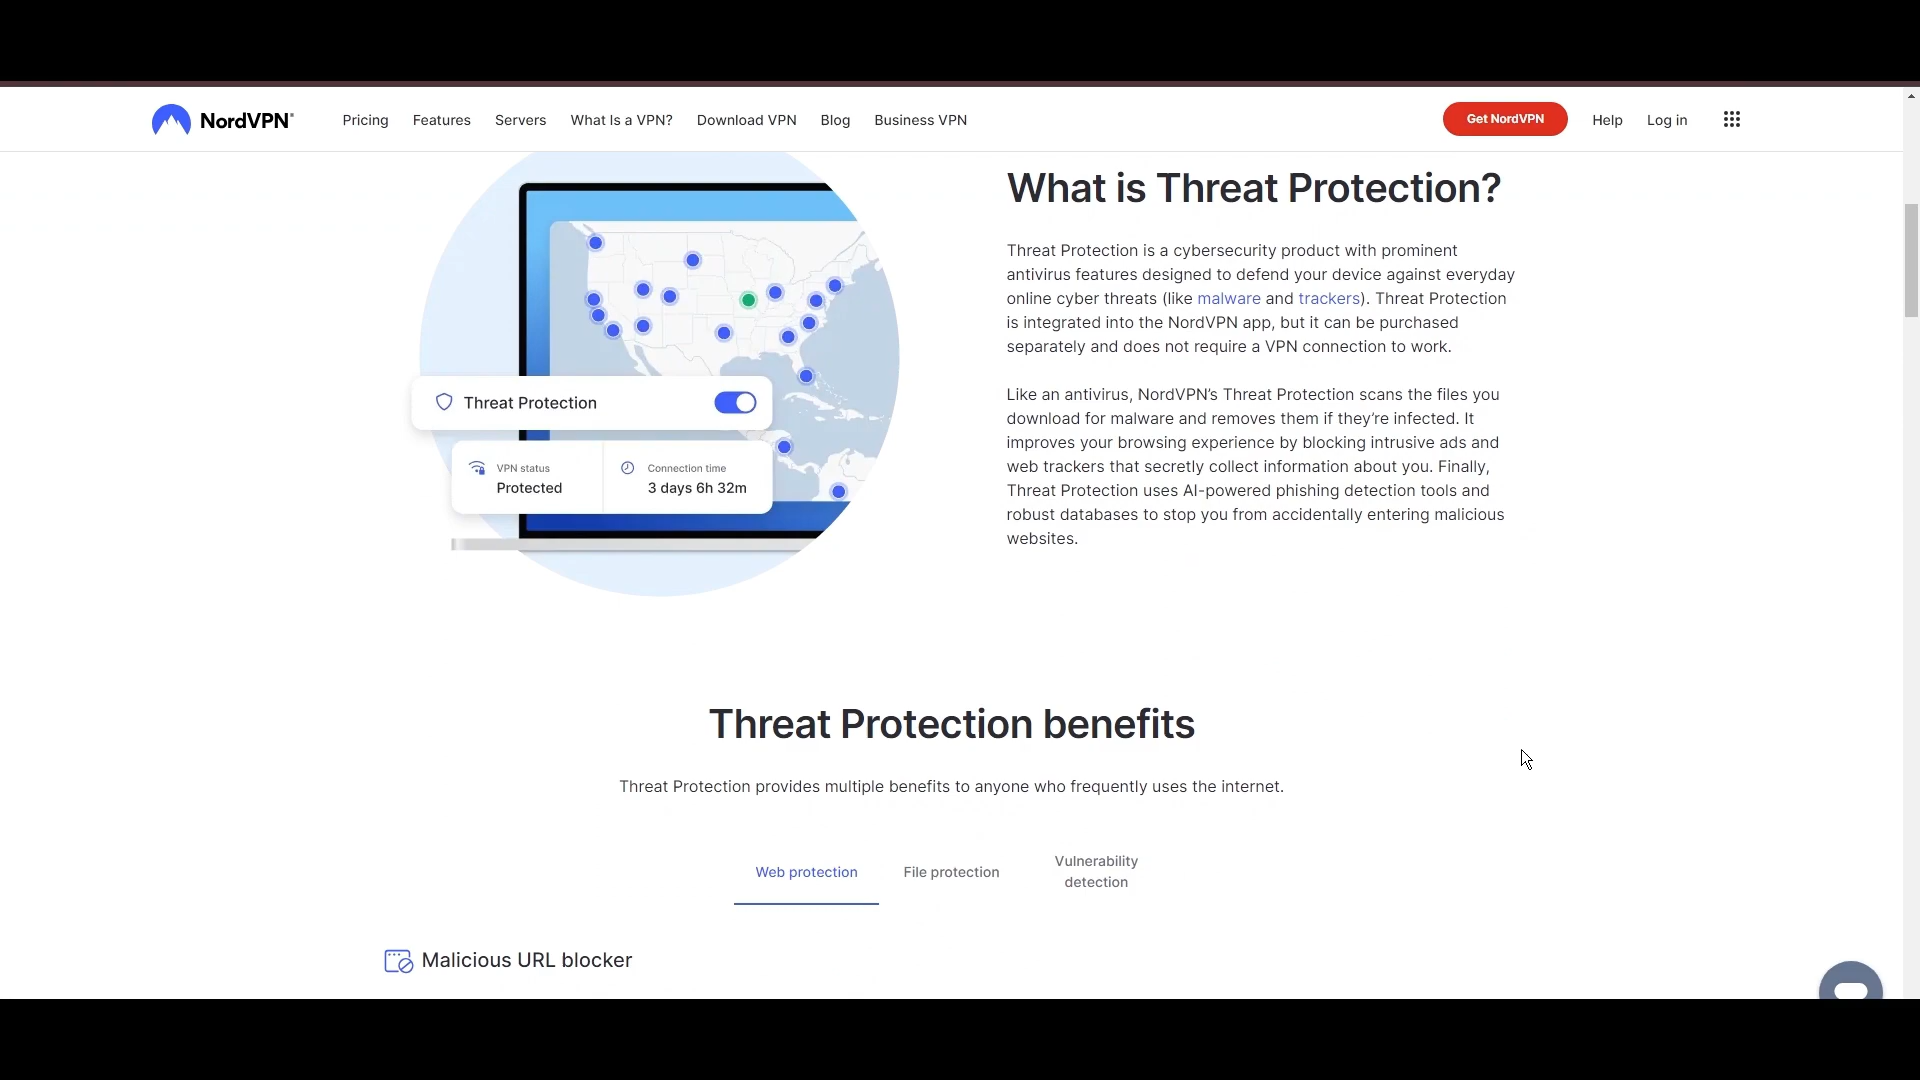 NordVPN®
Pricing
Features
Servers
What Is a VPN?
Download VPN
Blog
Business VPN
Get NordVPN
Help
Log in
Threat Protection
VPN status
Protected
Connection time
3 days 6h 32m
What is Threat Protection?
Threat Protection is a cybersecurity product with prominent
antivirus features designed to defend your device against everyday
online cyber threats (like malware and trackers). Threat Protection
is integrated into the NordVPN app, but it can be purchased
separately and does not require a VPN connection to work.
Like an antivirus, NordVPN’s Threat Protection scans the files you
download for malware and removes them if they’re infected. It
improves your browsing experience by blocking intrusive ads and
web trackers that secretly collect information about you. Finally,
Threat Protection uses AI-powered phishing detection tools and
robust databases to stop you from accidentally entering malicious
websites.
Threat Protection benefits
Threat Protection provides multiple benefits to anyone who frequently uses the internet.
Web protection
File protection
Vulnerability
detection
Malicious URL blocker